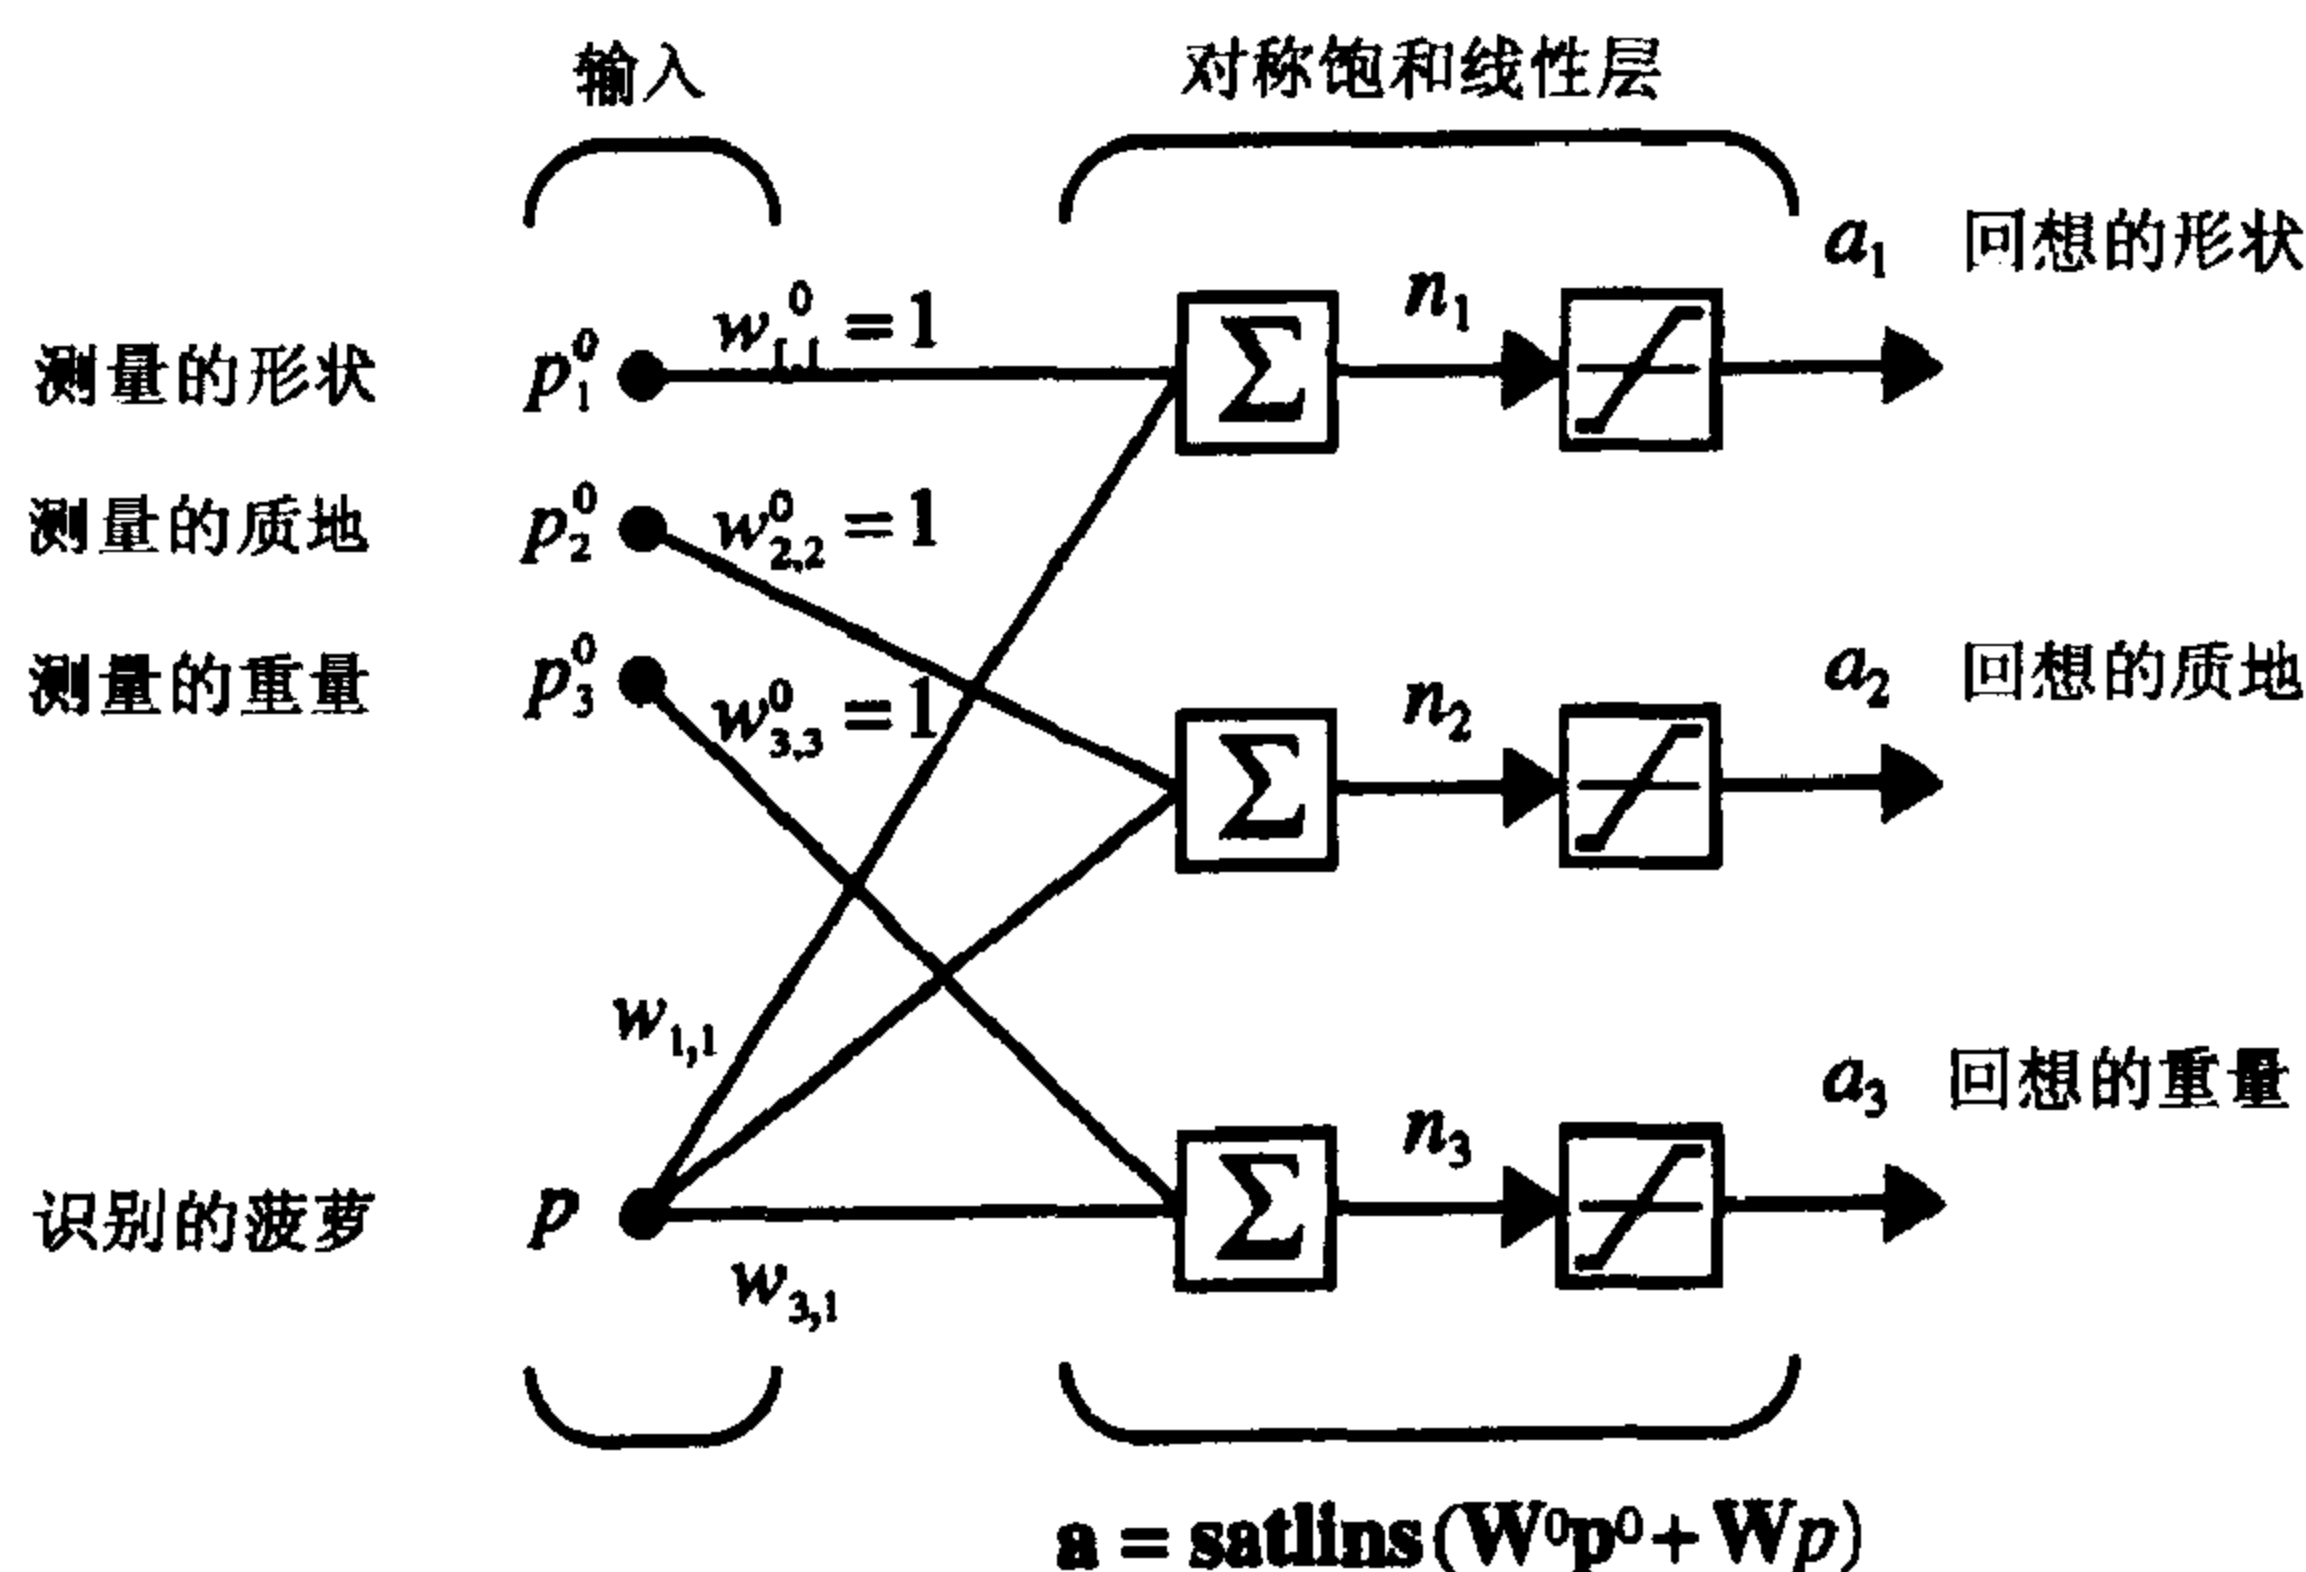 输入 对称饱和线性层
a₁ 回想的形状
n₁
w⁰₁,₁ = 1
测量的形状 p⁰₁
Σ
测量的质地 p⁰₂ w⁰₂,₂ = 1
测量的重量 p⁰₃ w⁰₃,₃ = 1
n₂ a₂ 回想的质地
Σ
w₁,₁
n₃ a₃ 回想的重量
识别的菠萝 p
Σ
w₃,₁
a = satlins(W⁰p⁰ + Wp)